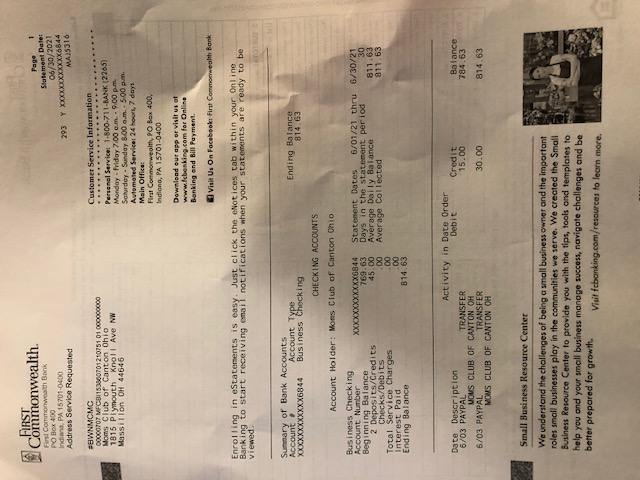 FIRST
Commonwealth.
First Commonwealth Bank
PO Box 400
Indiana, PA 15701-0400
Address Service Requested
Page 1
Statement Date:
06/30/2021
293 Y XXXXXXXXXXXX6844
MAJ5316
#BWNMCMC
00000707 MFCBI153860701210751 01 000000000
Moms Club of Canton Ohio
1815 Plymouth Knoll Ave NW
Massillon OH 44646
Customer Service Information
Personal Service: 1-800-711-BANK (2265)
Monday - Friday 7:00 a.m. - 9:00 p.m.
Saturday - Sunday 8:00 a.m. - 5:00 p.m.
Automated Service: 24 hours, 7 days
Main Office:
First Commonwealth, PO Box 400,
Indiana, PA 15701-0400
Download our app or visit us at
www.fcbanking.com for Online
Banking and Bill Payment.
Visit Us On Facebook: First Commonwealth Bank
Enrolling in eStatements is easy. Just click the eNotices tab within your Online
Banking to start receiving email notifications when your statements are ready to be
viewed.
Summary of Bank Accounts
Account # Account Type Ending Balance
XXXXXXXXXXXX6844 Business Checking 814.63
CHECKING ACCOUNTS
Account Holder: Moms Club of Canton Ohio
Business Checking
Account Number XXXXXXXXXXXX6844 Statement Dates 6/01/21 thru 6/30/21
Beginning Balance 769.63 Days in the statement period 30
2 Deposits/Credits 45.00 Average Daily Balance 811.63
Checks/Debits .00 Average Collected 811.63
Total Service Charges .00
Interest Paid .00
Ending Balance 814.63
Activity in Date Order
Date Description Debit Credit Balance
6/03 PAYPAL TRANSFER 15.00 784.63
MOMS CLUB OF CANTON OH
6/03 PAYPAL TRANSFER 30.00 814.63
MOMS CLUB OF CANTON OH
Small Business Resource Center
We understand the challenges of being a small business owner and the important
roles small businesses play in the communities we serve. We created the Small
Business Resource Center to provide you with the tips, tools and templates to
help you and your small business manage success, navigate challenges and be
better prepared for growth.
Visit fcbanking.com/resources to learn more.